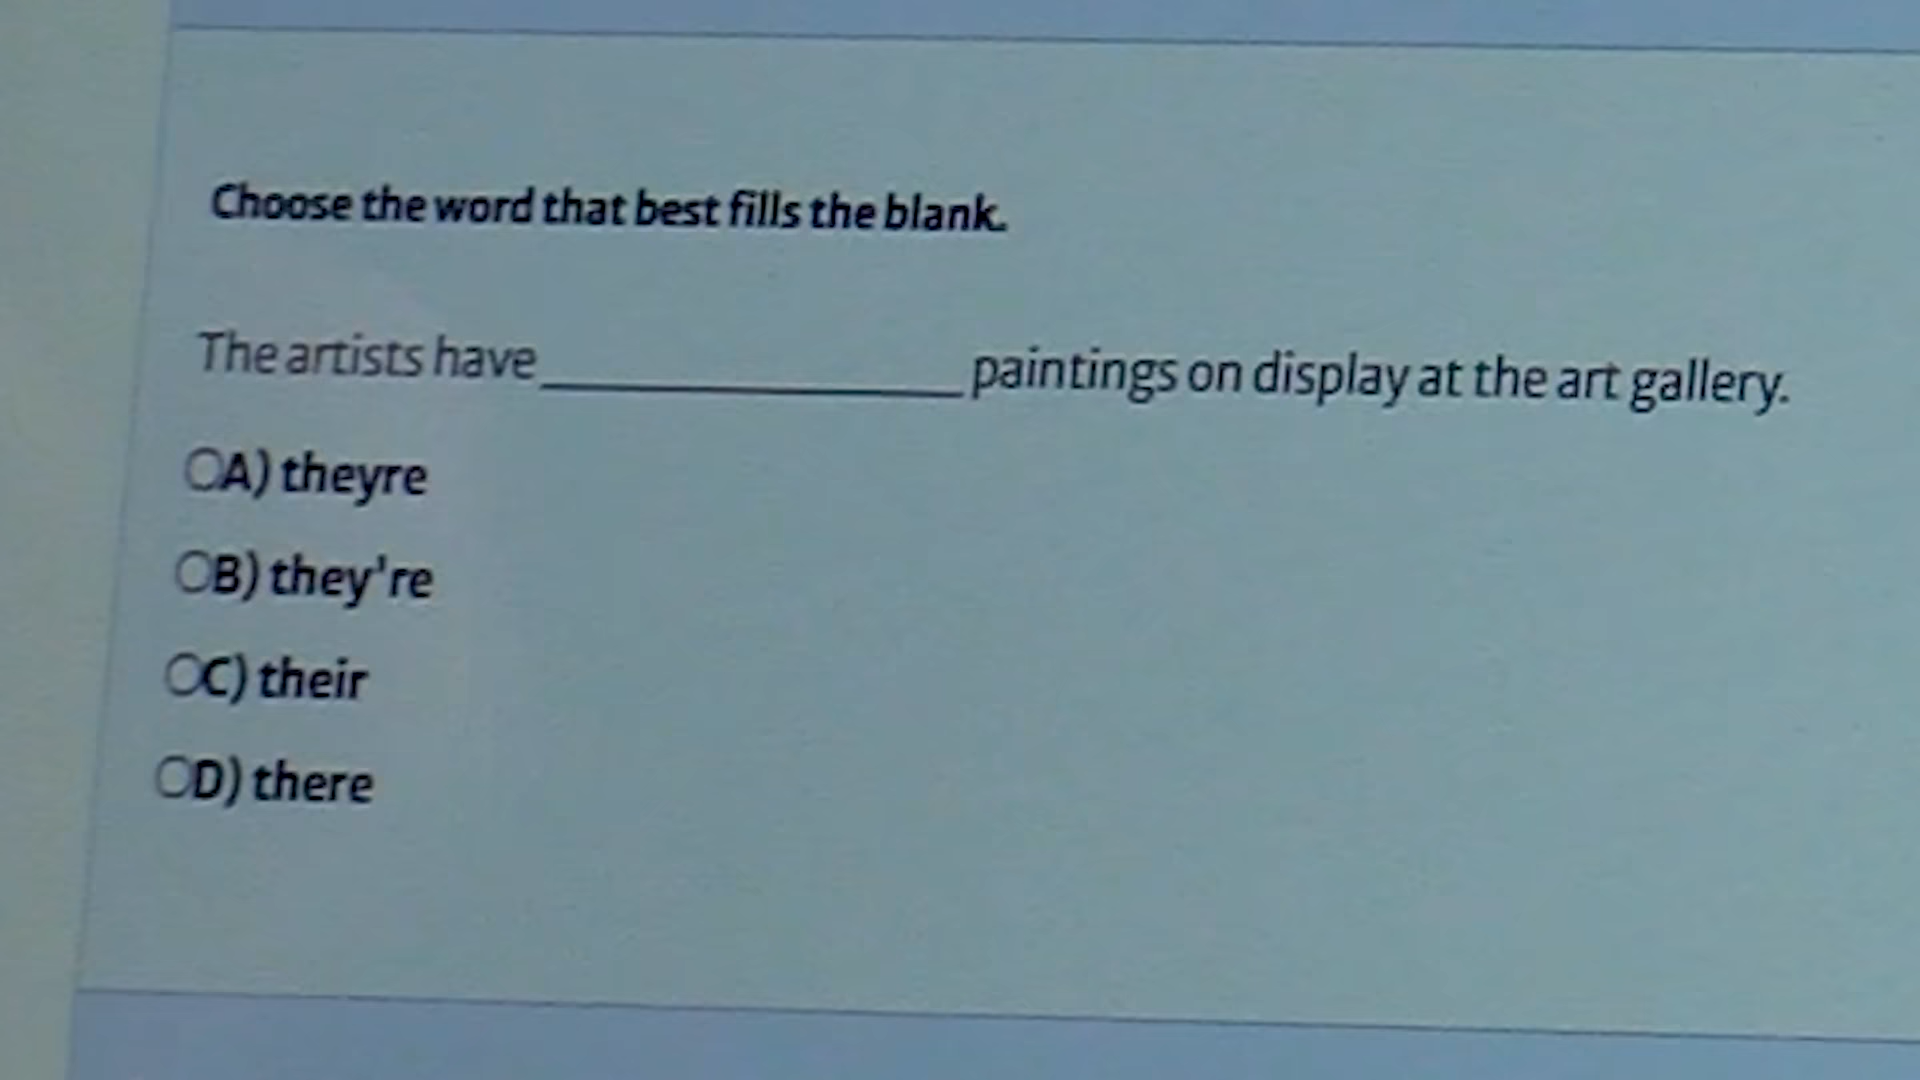 Choose the word that best fills the blank.
The artists have ______________ paintings on display at the art gallery.
A) theyre
B) they're
C) their
D) there